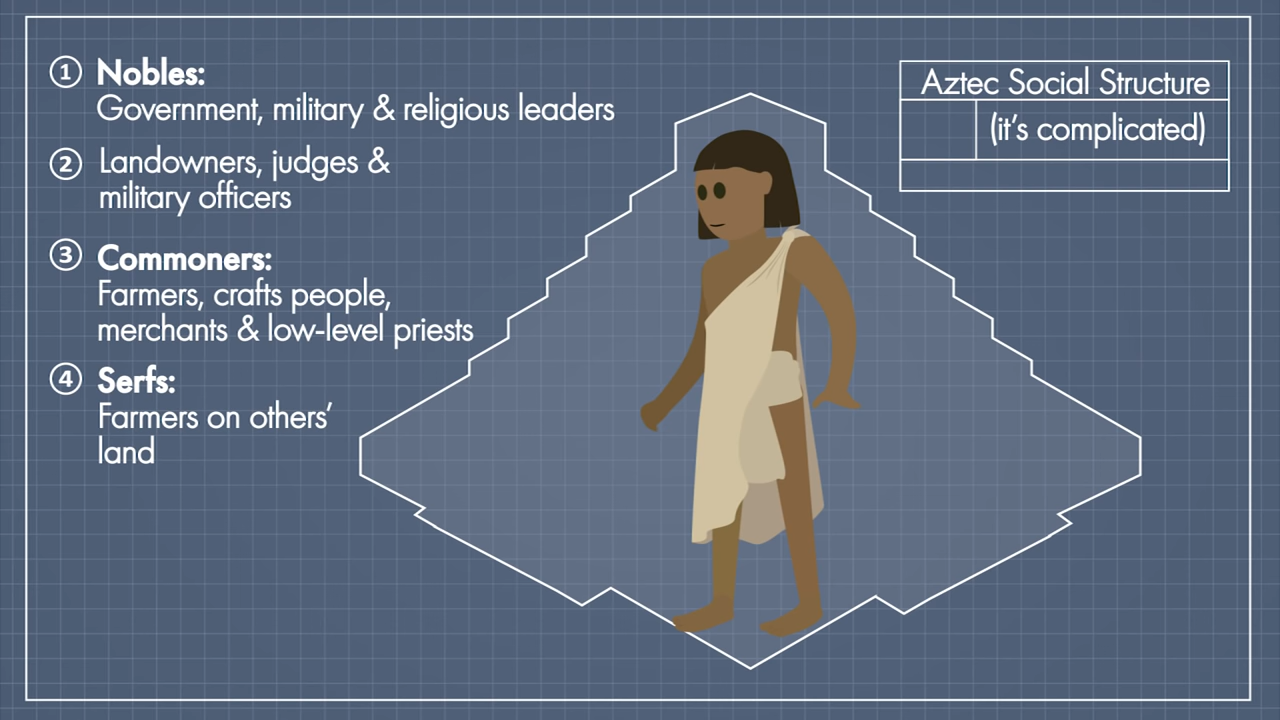 ① Nobles:
Government, military & religious leaders
② Landowners, judges &
military officers
③ Commoners:
Farmers, crafts people,
merchants & low-level priests
④ Serfs:
Farmers on others’
land
Aztec Social Structure
(it’s complicated)